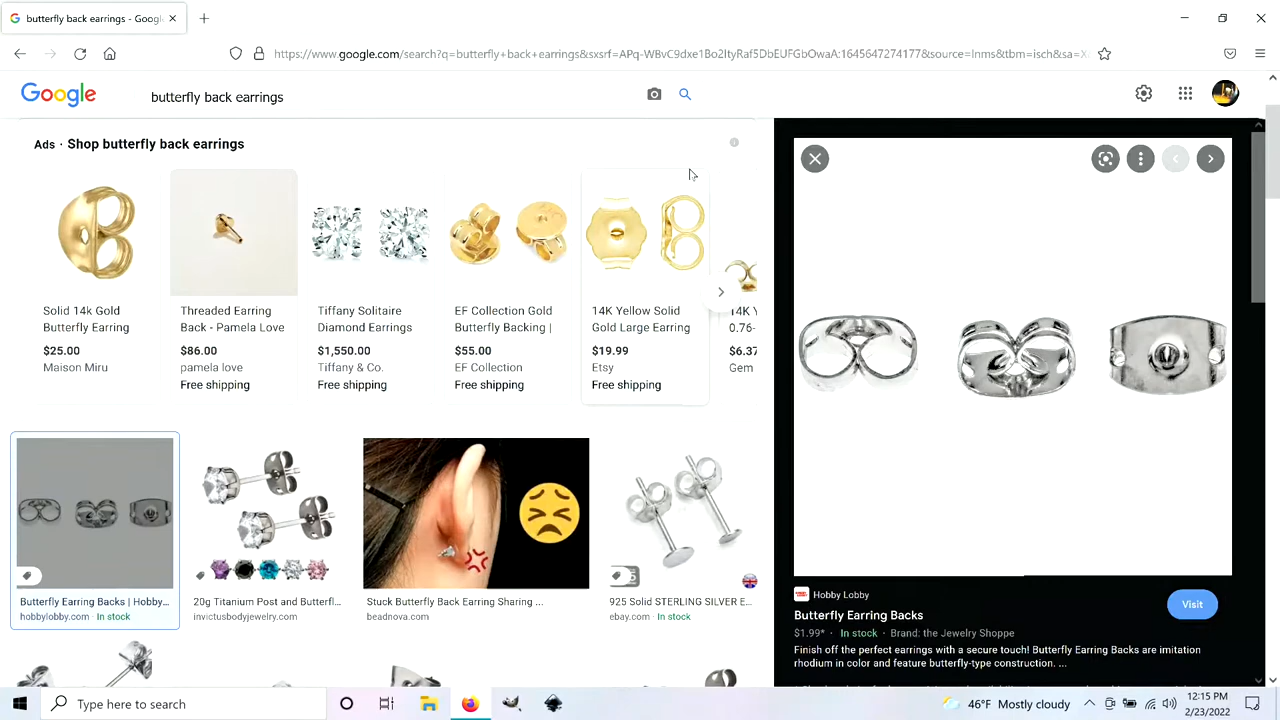 butterfly back earrings - Googl
https://www.google.com/search?q=butterfly+back+earrings&sxsrf=APq-WBvC9dxe1Bo2ItyRaf5DbEUFGbOwaA:1645647274177&source=lnms&tbm=isch&sa=X
Google
butterfly back earrings
Ads · Shop butterfly back earrings
Solid 14k Gold
Butterfly Earring
$25.00
Maison Miru
Threaded Earring
Back - Pamela Love
$86.00
pamela love
Free shipping
Tiffany Solitaire
Diamond Earrings
$1,550.00
Tiffany & Co.
Free shipping
EF Collection Gold
Butterfly Backing |
$55.00
EF Collection
Free shipping
14K Yellow Solid
Gold Large Earring
$19.99
Etsy
Free shipping
14K Y
0.76-
$6.37
Gem
Butterfly Earring Backs | Hobby...
hobbylobby.com · In stock
20g Titanium Post and Butterfl...
invictusbodyjewelry.com
Stuck Butterfly Back Earring Sharing ...
beadnova.com
925 Solid STERLING SILVER E...
ebay.com · In stock
Hobby Lobby
Butterfly Earring Backs
Visit
$1.99* · In stock · Brand: the Jewelry Shoppe
Finish off the perfect earrings with a secure touch! Butterfly Earring Backs are imitation
rhodium in color and feature butterfly-type construction. ...
Type here to search
46°F Mostly cloudy
12:15 PM
2/23/2022